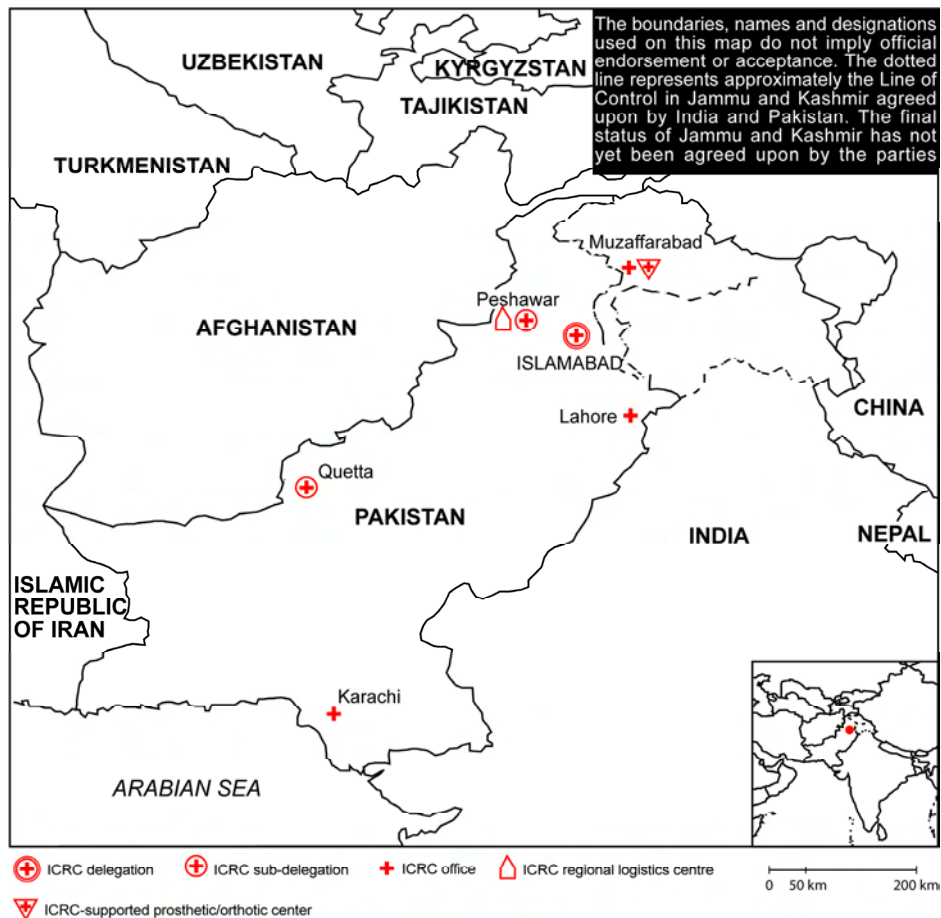 The boundaries, names and designations
used on this map do not imply official
endorsement or acceptance. The dotted
line represents approximately the Line of
Control in Jammu and Kashmir agreed
upon by India and Pakistan. The final
status of Jammu and Kashmir has not
yet been agreed upon by the parties
UZBEKISTAN
KYRGYZSTAN
TAJIKISTAN
TURKMENISTAN
Muzaffarabad
Peshawar
AFGHANISTAN
ISLAMABAD
CHINA
Lahore
Quetta
PAKISTAN
INDIA
NEPAL
ISLAMIC
REPUBLIC
OF IRAN
Karachi
ARABIAN SEA
ICRC delegation
ICRC sub-delegation
ICRC office
ICRC regional logistics centre
0 50 km 200 km
ICRC-supported prosthetic/orthotic center